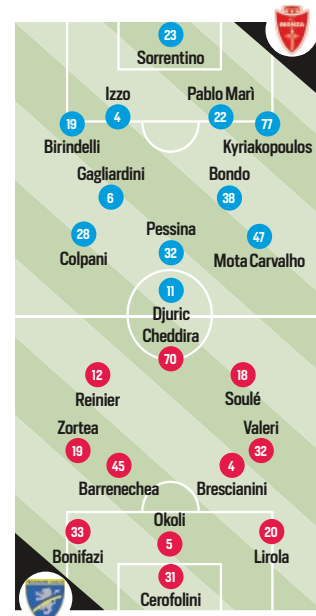 MONZA
23
Sorrentino
Izzo
Pablo Marì
19
4
22
77
Birindelli
Kyriakopoulos
Gagliardini
Bondo
6
38
28
Pessina
47
Colpani
32
Mota Carvalho
11
Djuric
Cheddira
70
12
18
Reinier
Soulé
Zortea
Valeri
19
45
4
32
Barrenechea
Brescianini
33
Okoli
20
Bonifazi
5
Lirola
31
Cerofolini